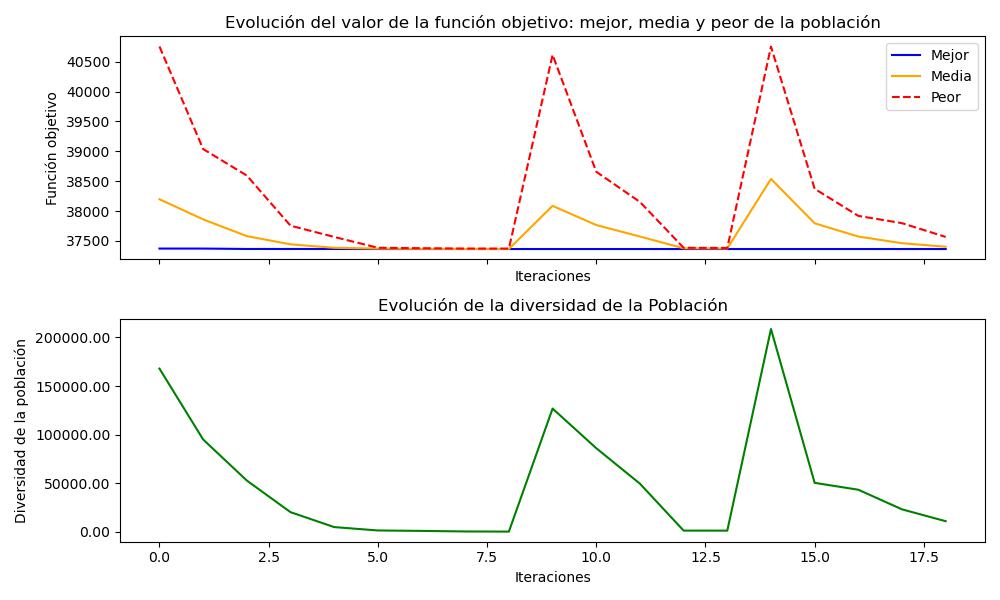 Evolución del valor de la función objetivo: mejor, media y peor de la población
Función objetivo
40500
40000
39500
39000
38500
38000
37500
Mejor
Media
Peor
Iteraciones
Evolución de la diversidad de la Población
Diversidad de la población
200000.00
150000.00
100000.00
50000.00
0.00
0.0 2.5 5.0 7.5 10.0 12.5 15.0 17.5
Iteraciones